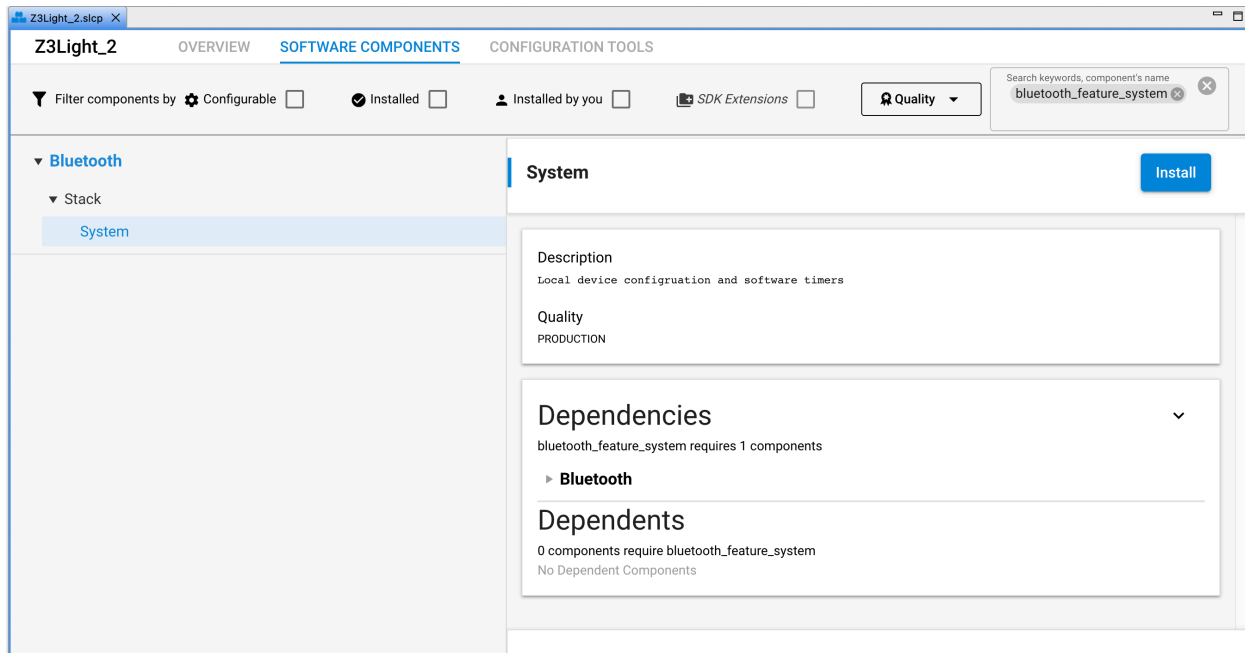 Z3Light_2.slcp
Z3Light_2 OVERVIEW SOFTWARE COMPONENTS CONFIGURATION TOOLS
Filter components by Configurable Installed Installed by you SDK Extensions Quality
Search keywords, component's name
bluetooth_feature_system
Bluetooth
Stack
System
System
Install
Description
Local device configruation and software timers
Quality
PRODUCTION
Dependencies
bluetooth_feature_system requires 1 components
Bluetooth
Dependents
0 components require bluetooth_feature_system
No Dependent Components